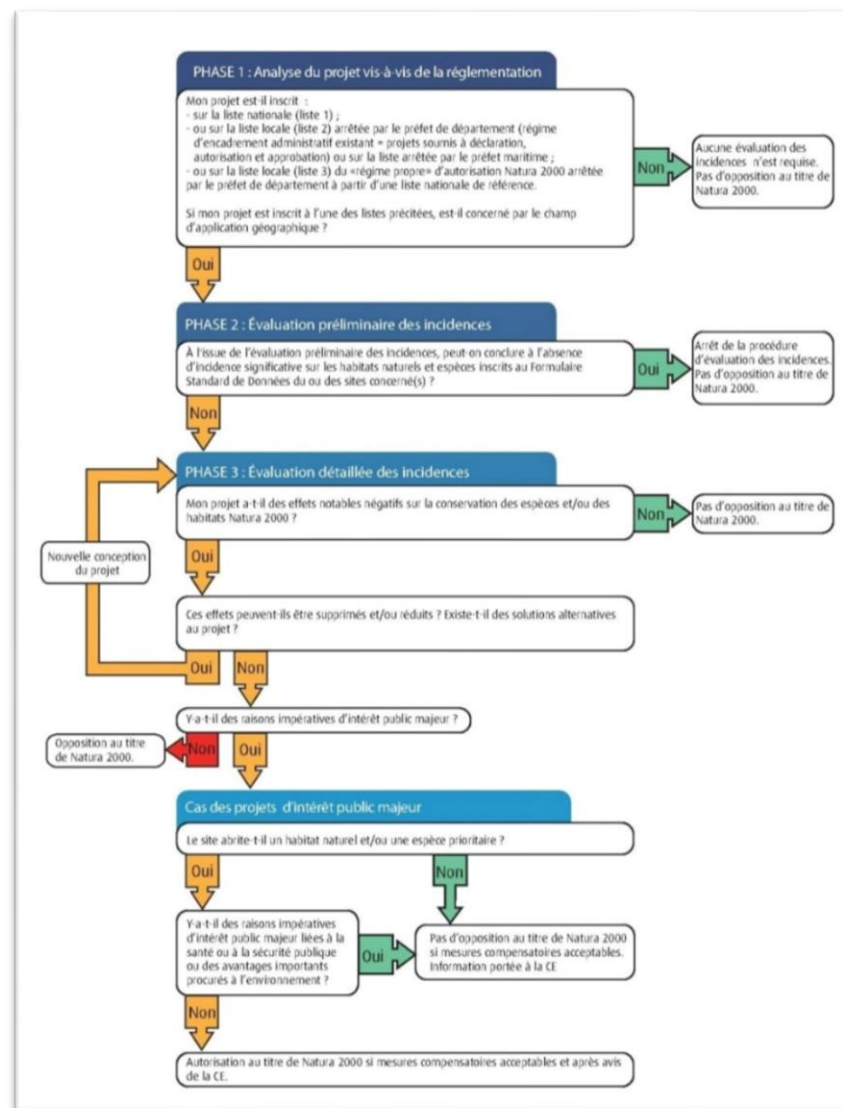 PHASE 1 : Analyse du projet vis-à-vis de la réglementation
Mon projet est-il inscrit :
- sur la liste nationale (liste 1) ;
- ou sur la liste locale (liste 2) arrêtée par le préfet de département (régime
d'encadrement administratif existant = projets soumis à déclaration,
autorisation et approbation) ou sur la liste arrêtée par le préfet maritime ;
- ou sur la liste locale (liste 3) du «régime propre» d'autorisation Natura 2000 arrêtée
par le préfet de département à partir d'une liste nationale de référence.
Si mon projet est inscrit à l'une des listes précitées, est-il concerné par le champ
d'application géographique ?
Non
Aucune évaluation des
incidences n'est requise.
Pas d'opposition au titre de
Natura 2000.
Oui
PHASE 2 : Évaluation préliminaire des incidences
À l'issue de l'évaluation préliminaire des incidences, peut-on conclure à l'absence
d'incidence significative sur les habitats naturels et espèces inscrits au Formulaire
Standard de Données du ou des sites concerné(s) ?
Oui
Arrêt de la procédure
d'évaluation des incidences.
Pas d'opposition au titre de
Natura 2000.
Non
PHASE 3 : Évaluation détaillée des incidences
Mon projet a-t-il des effets notables négatifs sur la conservation des espèces et/ou des
habitats Natura 2000 ?
Non
Pas d'opposition au titre de
Natura 2000.
Oui
Nouvelle conception
du projet
Ces effets peuvent-ils être supprimés et/ou réduits ? Existe-t-il des solutions alternatives
au projet ?
Oui
Non
Y-a-t-il des raisons impératives d'intérêt public majeur ?
Opposition au titre
de Natura 2000.
Non
Oui
Cas des projets d'intérêt public majeur
Le site abrite-t-il un habitat naturel et/ou une espèce prioritaire ?
Oui
Non
Y-a-t-il des raisons impératives
d'intérêt public majeur liées à la
santé ou à la sécurité publique
ou des avantages importants
procurés à l'environnement ?
Oui
Pas d'opposition au titre de Natura 2000
si mesures compensatoires acceptables.
Information portée à la CE
Non
Autorisation au titre de Natura 2000 si mesures compensatoires acceptables et après avis
de la CE.